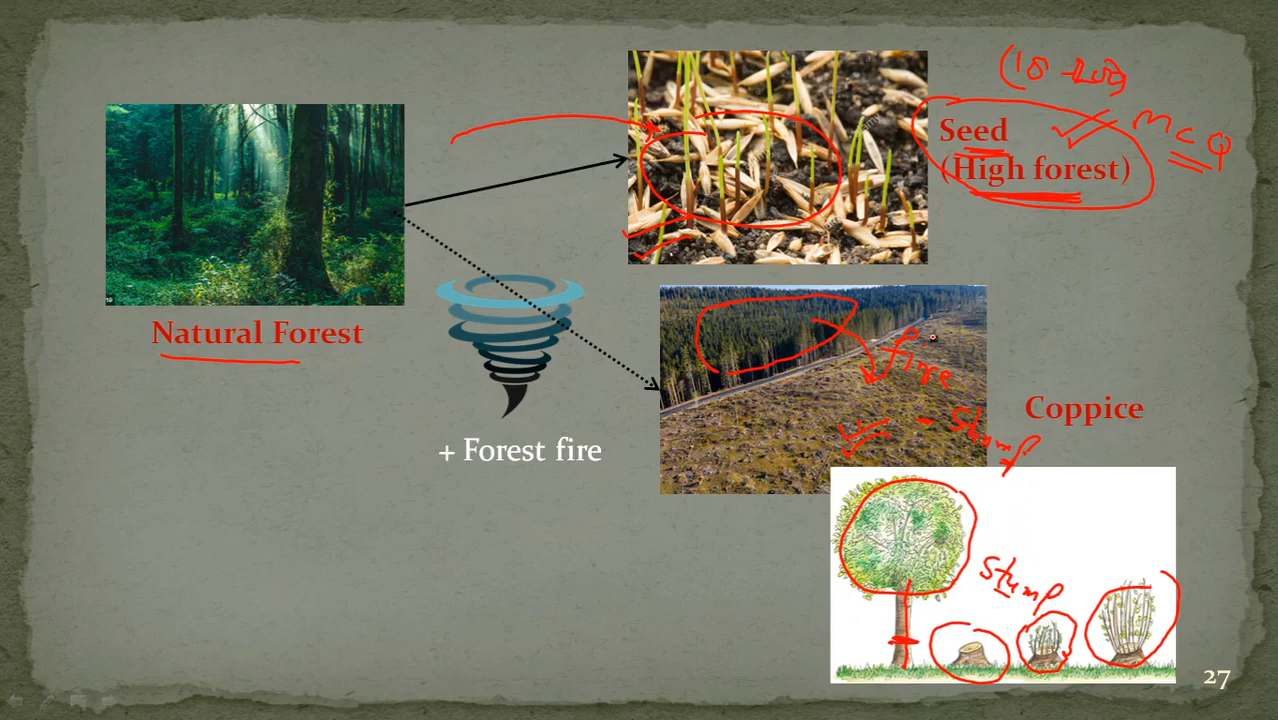 Natural Forest
+ Forest fire
MCQ
Seed
(High forest)
fire
- Stump
Coppice
Stump
27